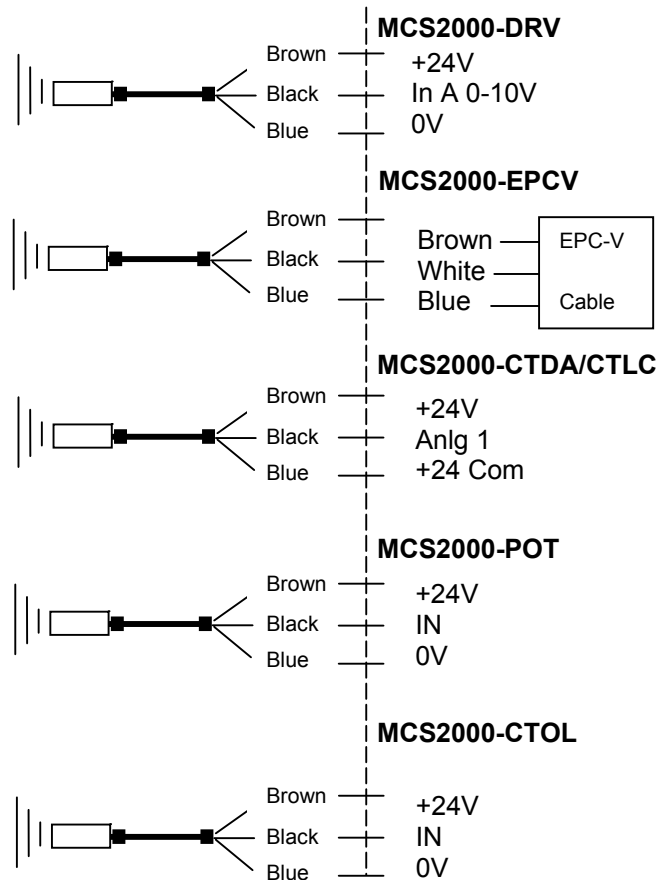 MCS2000-DRV
Brown +24V
Black In A 0-10V
Blue 0V
MCS2000-EPCV
Brown
Black
Blue
Brown EPC-V
White
Blue Cable
MCS2000-CTDA/CTLC
Brown +24V
Black Anlg 1
Blue +24 Com
MCS2000-POT
Brown +24V
Black IN
Blue 0V
MCS2000-CTOL
Brown +24V
Black IN
Blue 0V